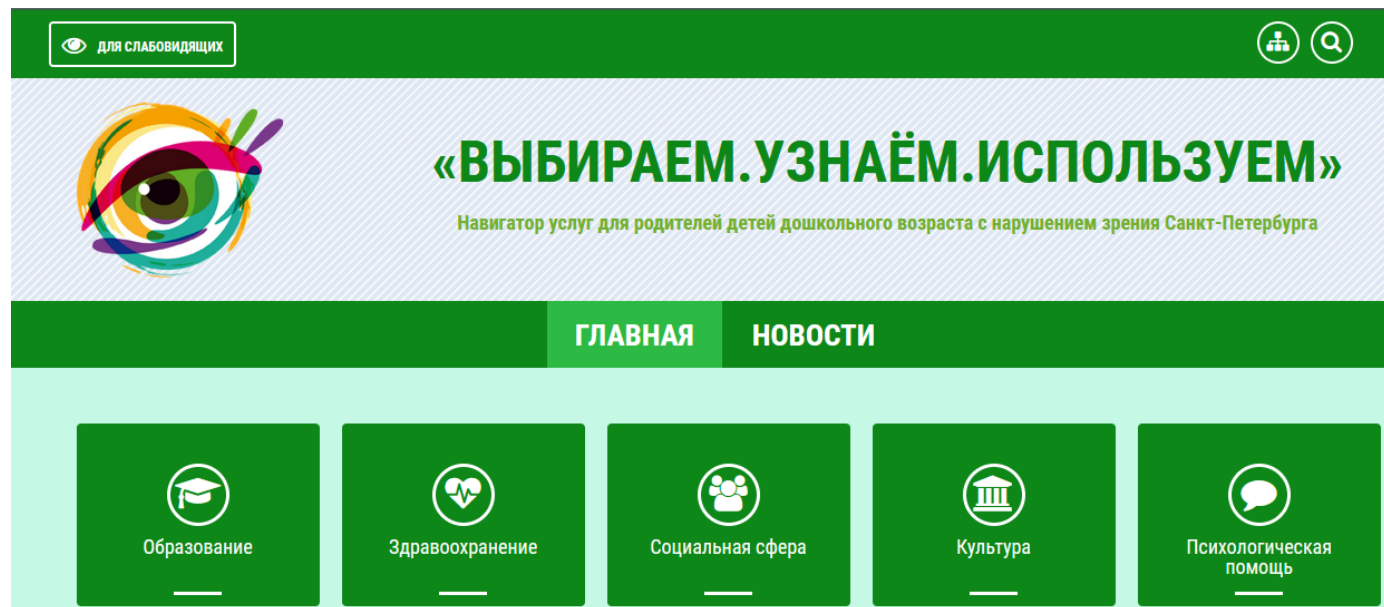 ДЛЯ СЛАБОВИДЯЩИХ
«ВЫБИРАЕМ.УЗНАЁМ.ИСПОЛЬЗУЕМ»
Навигатор услуг для родителей детей дошкольного возраста с нарушением зрения Санкт-Петербурга
ГЛАВНАЯ НОВОСТИ
Образование
Здравоохранение
Социальная сфера
Культура
Психологическая
помощь